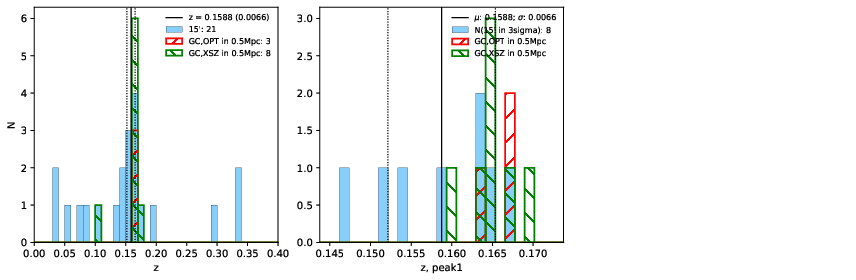 z = 0.1588 (0.0066)
15': 21
GC,OPT in 0.5Mpc: 3
GC,XSZ in 0.5Mpc: 8
N
6
5
4
3
2
1
0
0.00 0.05 0.10 0.15 0.20 0.25 0.30 0.35 0.40
z
μ: 0.1588; σ: 0.0066
N(15' in 3sigma): 8
GC,OPT in 0.5Mpc
GC,XSZ in 0.5Mpc
3.0
2.5
2.0
1.5
1.0
0.5
0.0
0.145 0.150 0.155 0.160 0.165 0.170
z, peak1